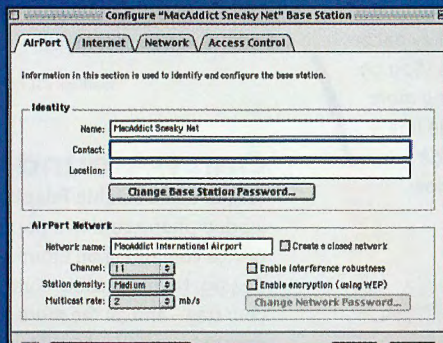 Configure "MacAddict Sneaky Net" Base Station
AirPort Internet Network Access Control
Information in this section is used to identify and configure the base station.
Identity
Name: MacAddict Sneaky Net
Contact:
Location:
Change Base Station Password...
AirPort Network
Network name: MacAddict International Airport Create a closed network
Channel: 11 Enable interference robustness
Station density: Medium Enable encryption (using WEP)
Multicast rate: 2 mb/s Change Network Password...